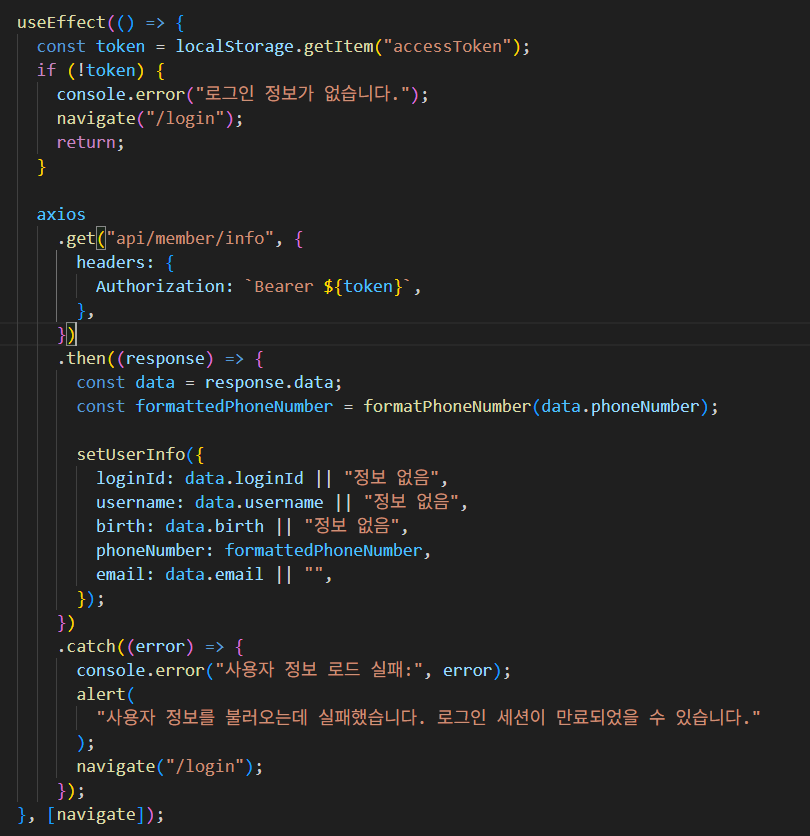 useEffect(() => {
const token = localStorage.getItem("accessToken");
if (!token) {
console.error("로그인 정보가 없습니다.");
navigate("/login");
return;
}
axios
.get("api/member/info", {
headers: {
Authorization: `Bearer ${token}`,
},
})
.then((response) => {
const data = response.data;
const formattedPhoneNumber = formatPhoneNumber(data.phoneNumber);
setUserInfo({
loginId: data.loginId || "정보 없음",
username: data.username || "정보 없음",
birth: data.birth || "정보 없음",
phoneNumber: formattedPhoneNumber,
email: data.email || "",
});
})
.catch((error) => {
console.error("사용자 정보 로드 실패:", error);
alert(
"사용자 정보를 불러오는데 실패했습니다. 로그인 세션이 만료되었을 수 있습니다."
);
navigate("/login");
});
}, [navigate]);